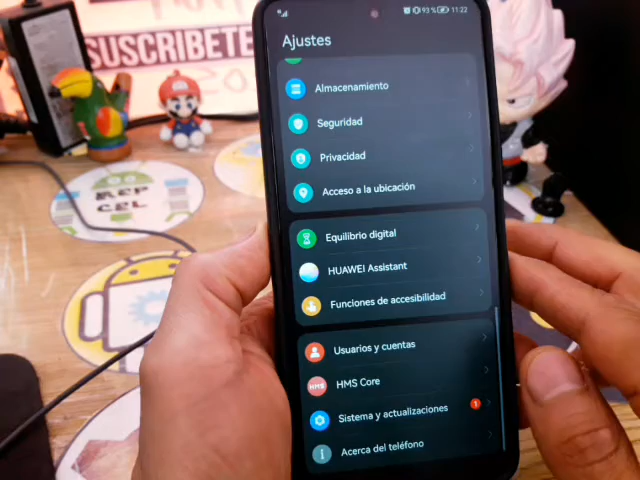 SUSCRIBETE
93 %
11:22
Ajustes
Almacenamiento
Seguridad
Privacidad
Acceso a la ubicación
Equilibrio digital
HUAWEI Assistant
Funciones de accesibilidad
Usuarios y cuentas
HMS
HMS Core
Sistema y actualizaciones
1
Acerca del teléfono
REP
CEL